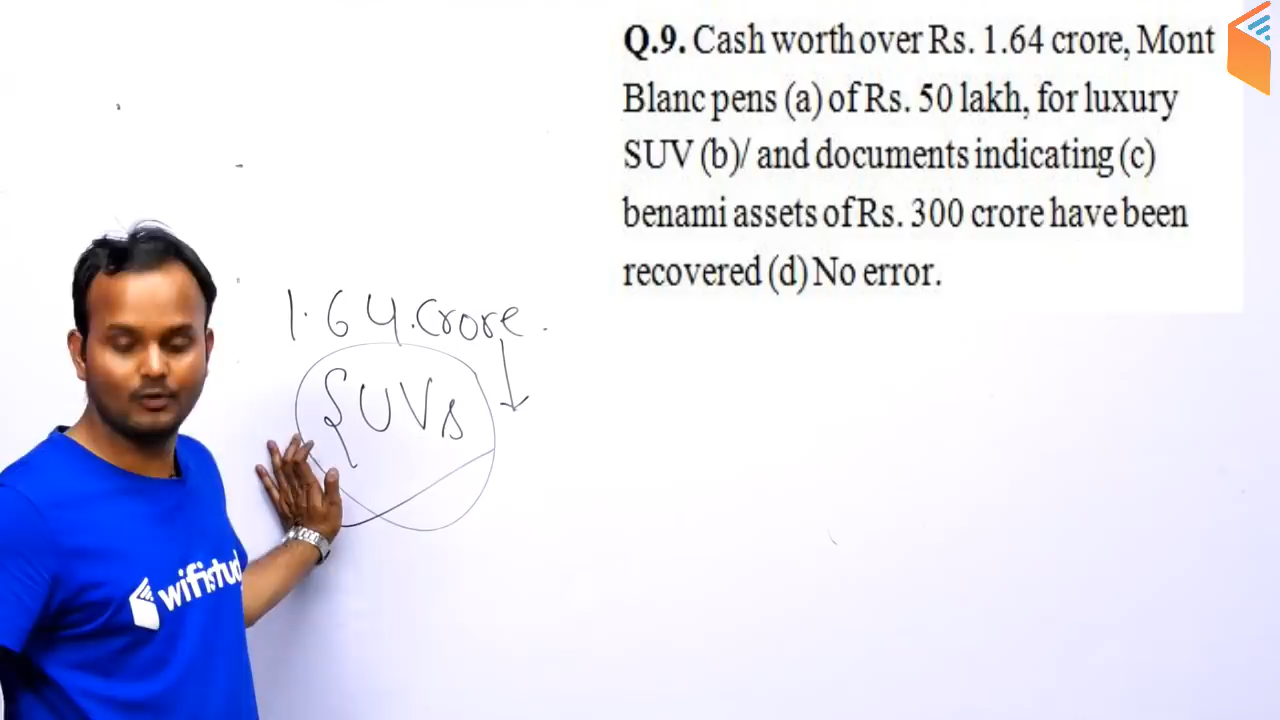 Q.9. Cash worth over Rs. 1.64 crore, Mont
Blanc pens (a) of Rs. 50 lakh, for luxury
SUV (b)/ and documents indicating (c)
benami assets of Rs. 300 crore have been
recovered (d) No error.
1.64 Crore.
SUVs
wifistud